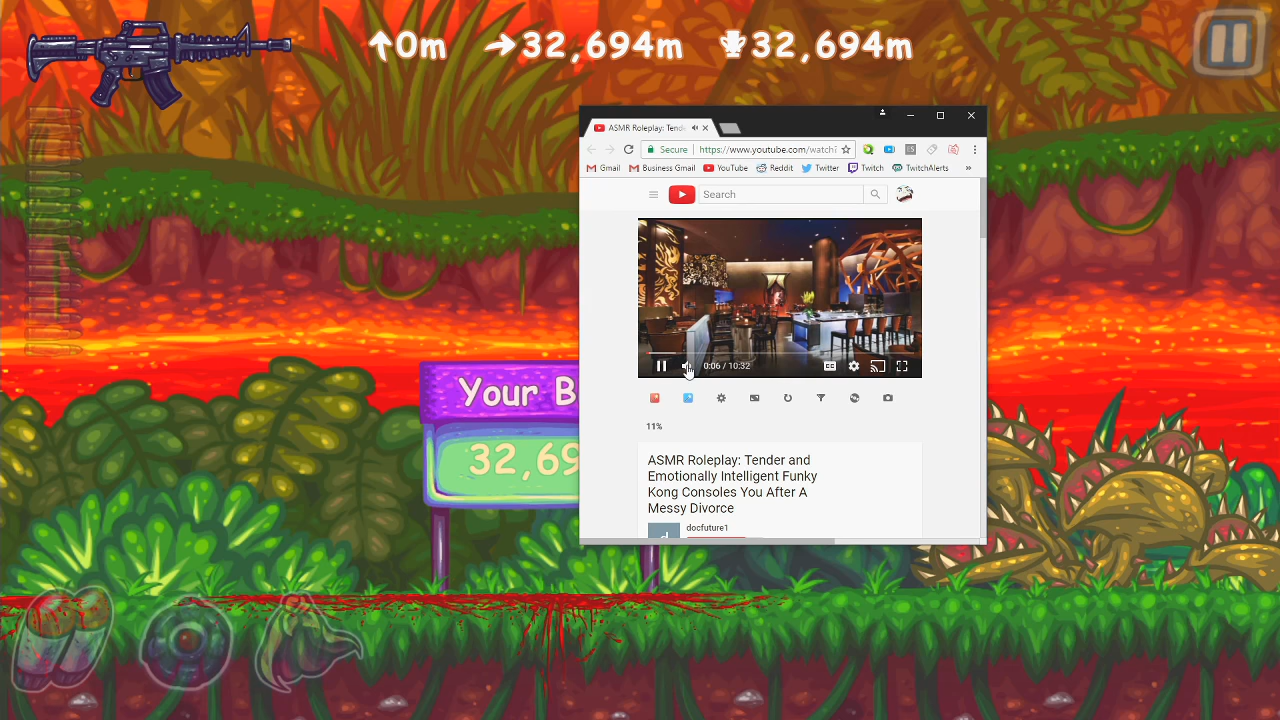 0m 32,694m 32,694m
ASMR Roleplay: Tend
Secure https://www.youtube.com/watch?
Gmail Business Gmail YouTube Reddit Twitter Twitch TwitchAlerts »
Search
0:06 / 10:32 CC
11%
ASMR Roleplay: Tender and
Emotionally Intelligent Funky
Kong Consoles You After A
Messy Divorce
d docfuture1
Your B
32,69